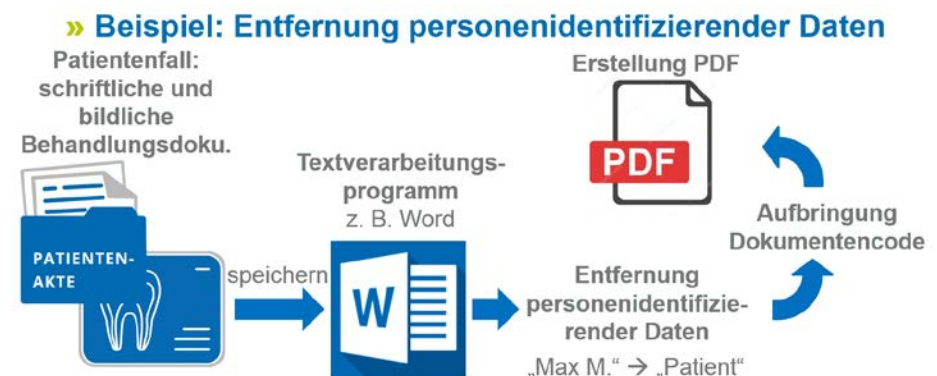 » Beispiel: Entfernung personenidentifizierender Daten
Patientenfall:
schriftliche und
bildliche
Behandlungsdoku.
PATIENTEN-
AKTE
speichern
Textverarbeitungs-
programm
z. B. Word
W
Entfernung
personenidentifizie-
render Daten
„Max M.“ → „Patient“
Aufbringung
Dokumentencode
Erstellung PDF
PDF